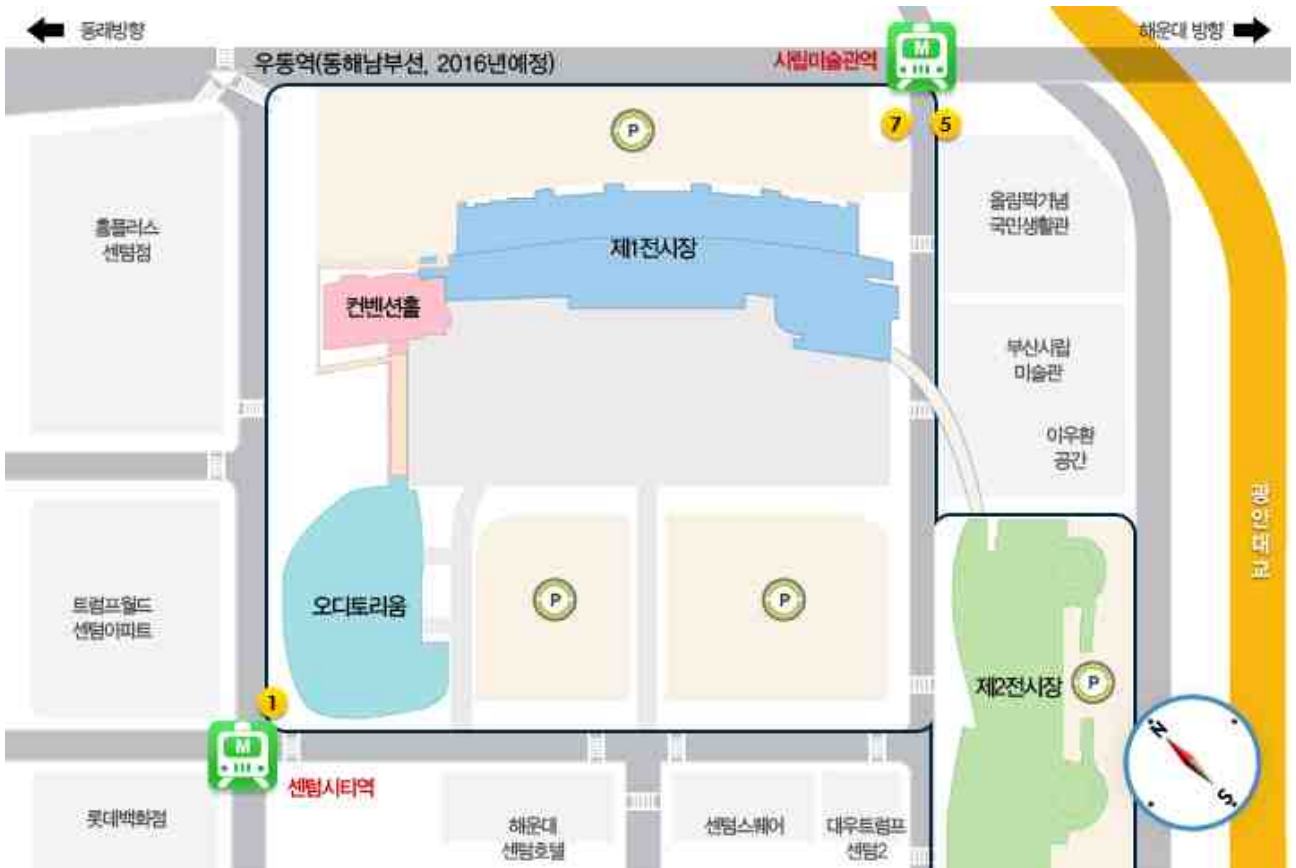 동래방향
해운대 방향
우동역(동해남부선, 2016년예정)
시립미술관역
M
7
5
P
홈플러스
센텀점
올림픽기념
국민생활관
제1전시장
컨벤션홀
부산시립
미술관
이우환
공간
광안대교
트럼프월드
센텀아파트
오디토리움
P
P
제2전시장
P
1
M
센텀시티역
N
S
롯데백화점
해운대
센텀호텔
센텀스퀘어
대우트럼프
센텀2